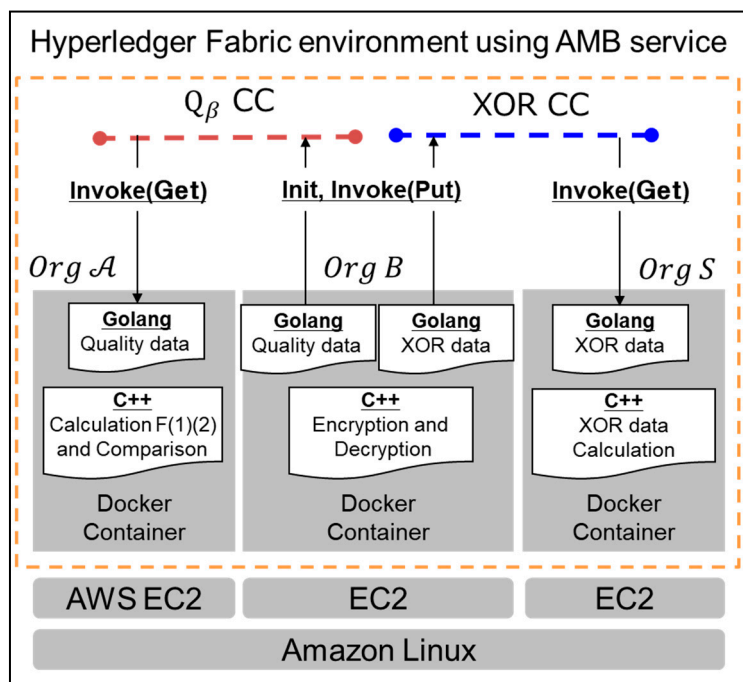 Hyperledger Fabric environment using AMB service
Q_β CC
XOR CC
Invoke(Get)
Init, Invoke(Put)
Invoke(Get)
Org 𝒜
Org B
Org S
Golang
Quality data
Golang
Quality data
Golang
XOR data
Golang
XOR data
C++
Calculation F(1)(2)
and Comparison
C++
Encryption and
Decryption
C++
XOR data
Calculation
Docker
Container
Docker
Container
Docker
Container
AWS EC2
EC2
EC2
Amazon Linux